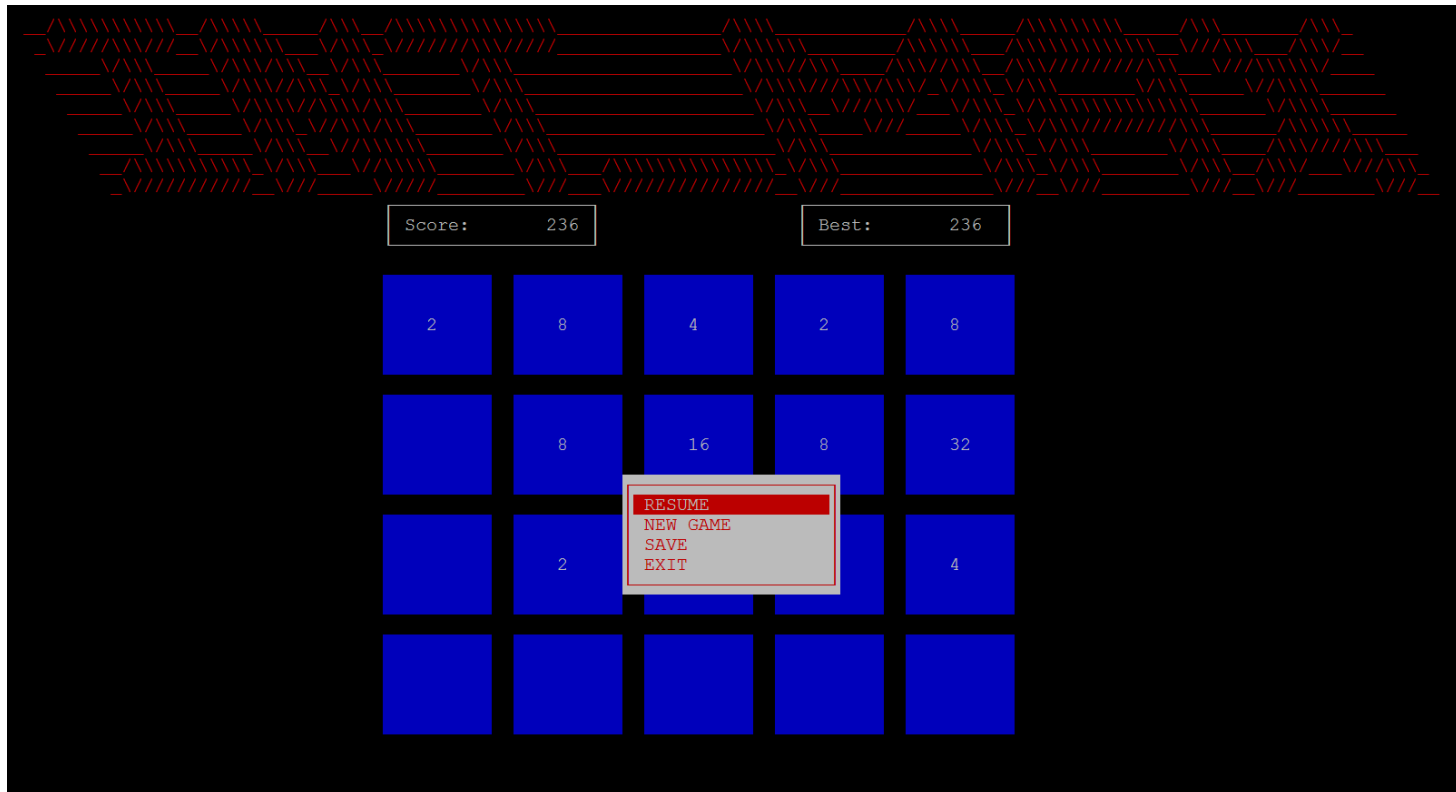 Score: 236 Best: 236
2 8 4 2 8
8 16 8 32
RESUME
NEW GAME
SAVE
EXIT
2 4